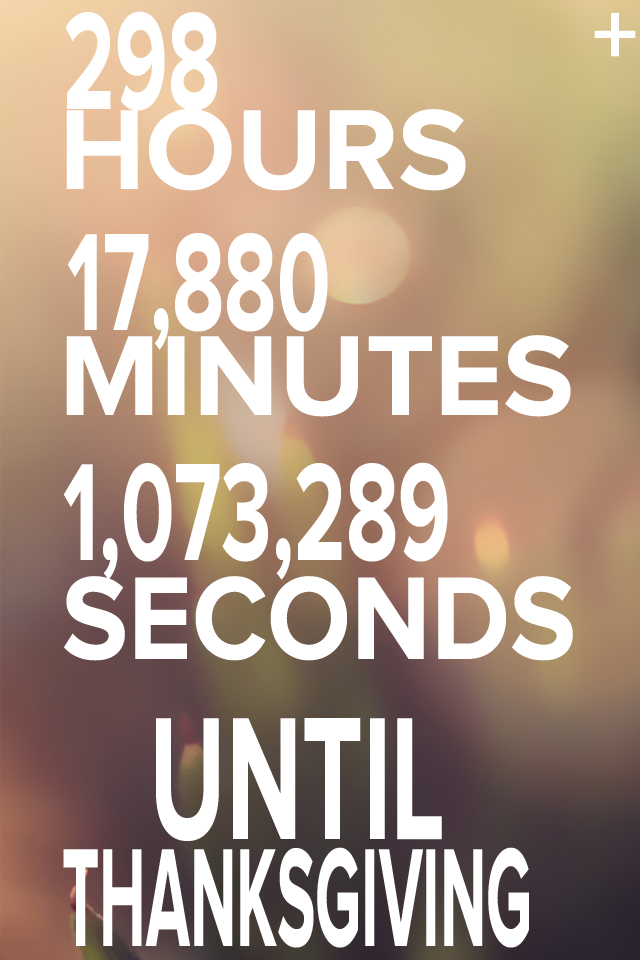 +
298
HOURS
17,880
MINUTES
1,073,289
SECONDS
UNTIL
THANKSGIVING